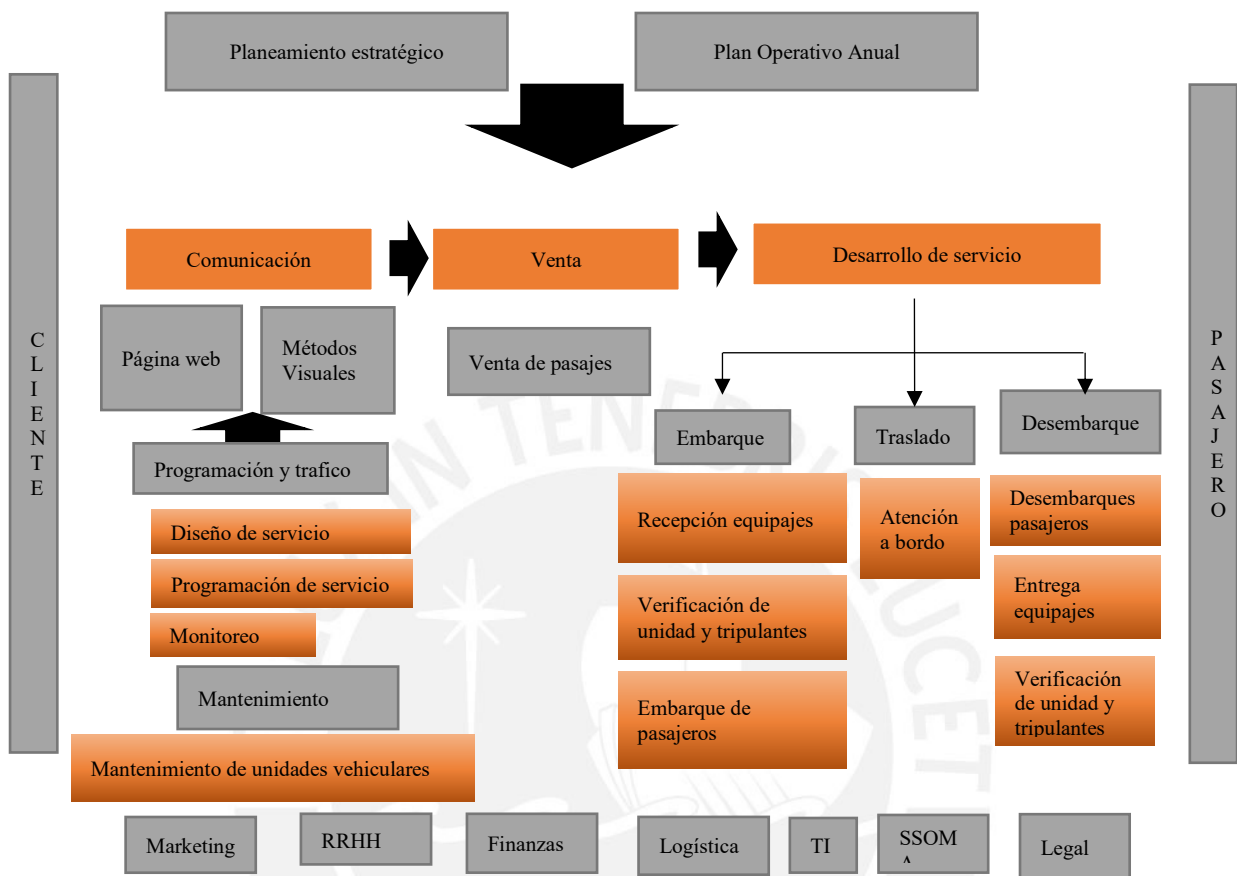 Planeamiento estratégico
Plan Operativo Anual
CLIENTE
PASAJERO
Comunicación
Venta
Desarrollo de servicio
Página web
Métodos
Visuales
Venta de pasajes
Embarque
Traslado
Desembarque
Programación y trafico
Diseño de servicio
Programación de servicio
Monitoreo
Mantenimiento
Mantenimiento de unidades vehiculares
Recepción equipajes
Verificación de
unidad y tripulantes
Embarque de
pasajeros
Atención
a bordo
Desembarques
pasajeros
Entrega
equipajes
Verificación
de unidad y
tripulantes
Marketing
RRHH
Finanzas
Logística
TI
SSOM
A
Legal